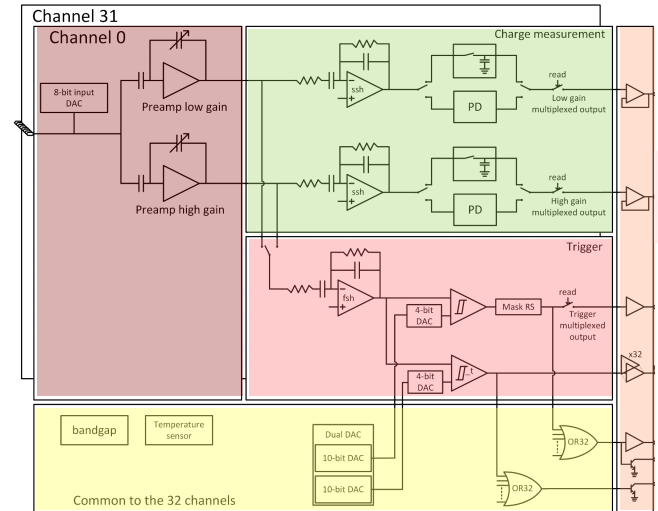 Channel 31
Channel 0
Charge measurement
8-bit input
DAC
Preamp low gain
ssh
PD
read
Low gain
multiplexed output
Preamp high gain
ssh
PD
read
High gain
multiplexed output
Trigger
fsh
4-bit
DAC
Mask RS
read
Trigger
multiplexed
output
4-bit
DAC
_t
x32
bandgap
Temperature
sensor
Dual DAC
10-bit DAC
10-bit DAC
OR32
OR32
Common to the 32 channels